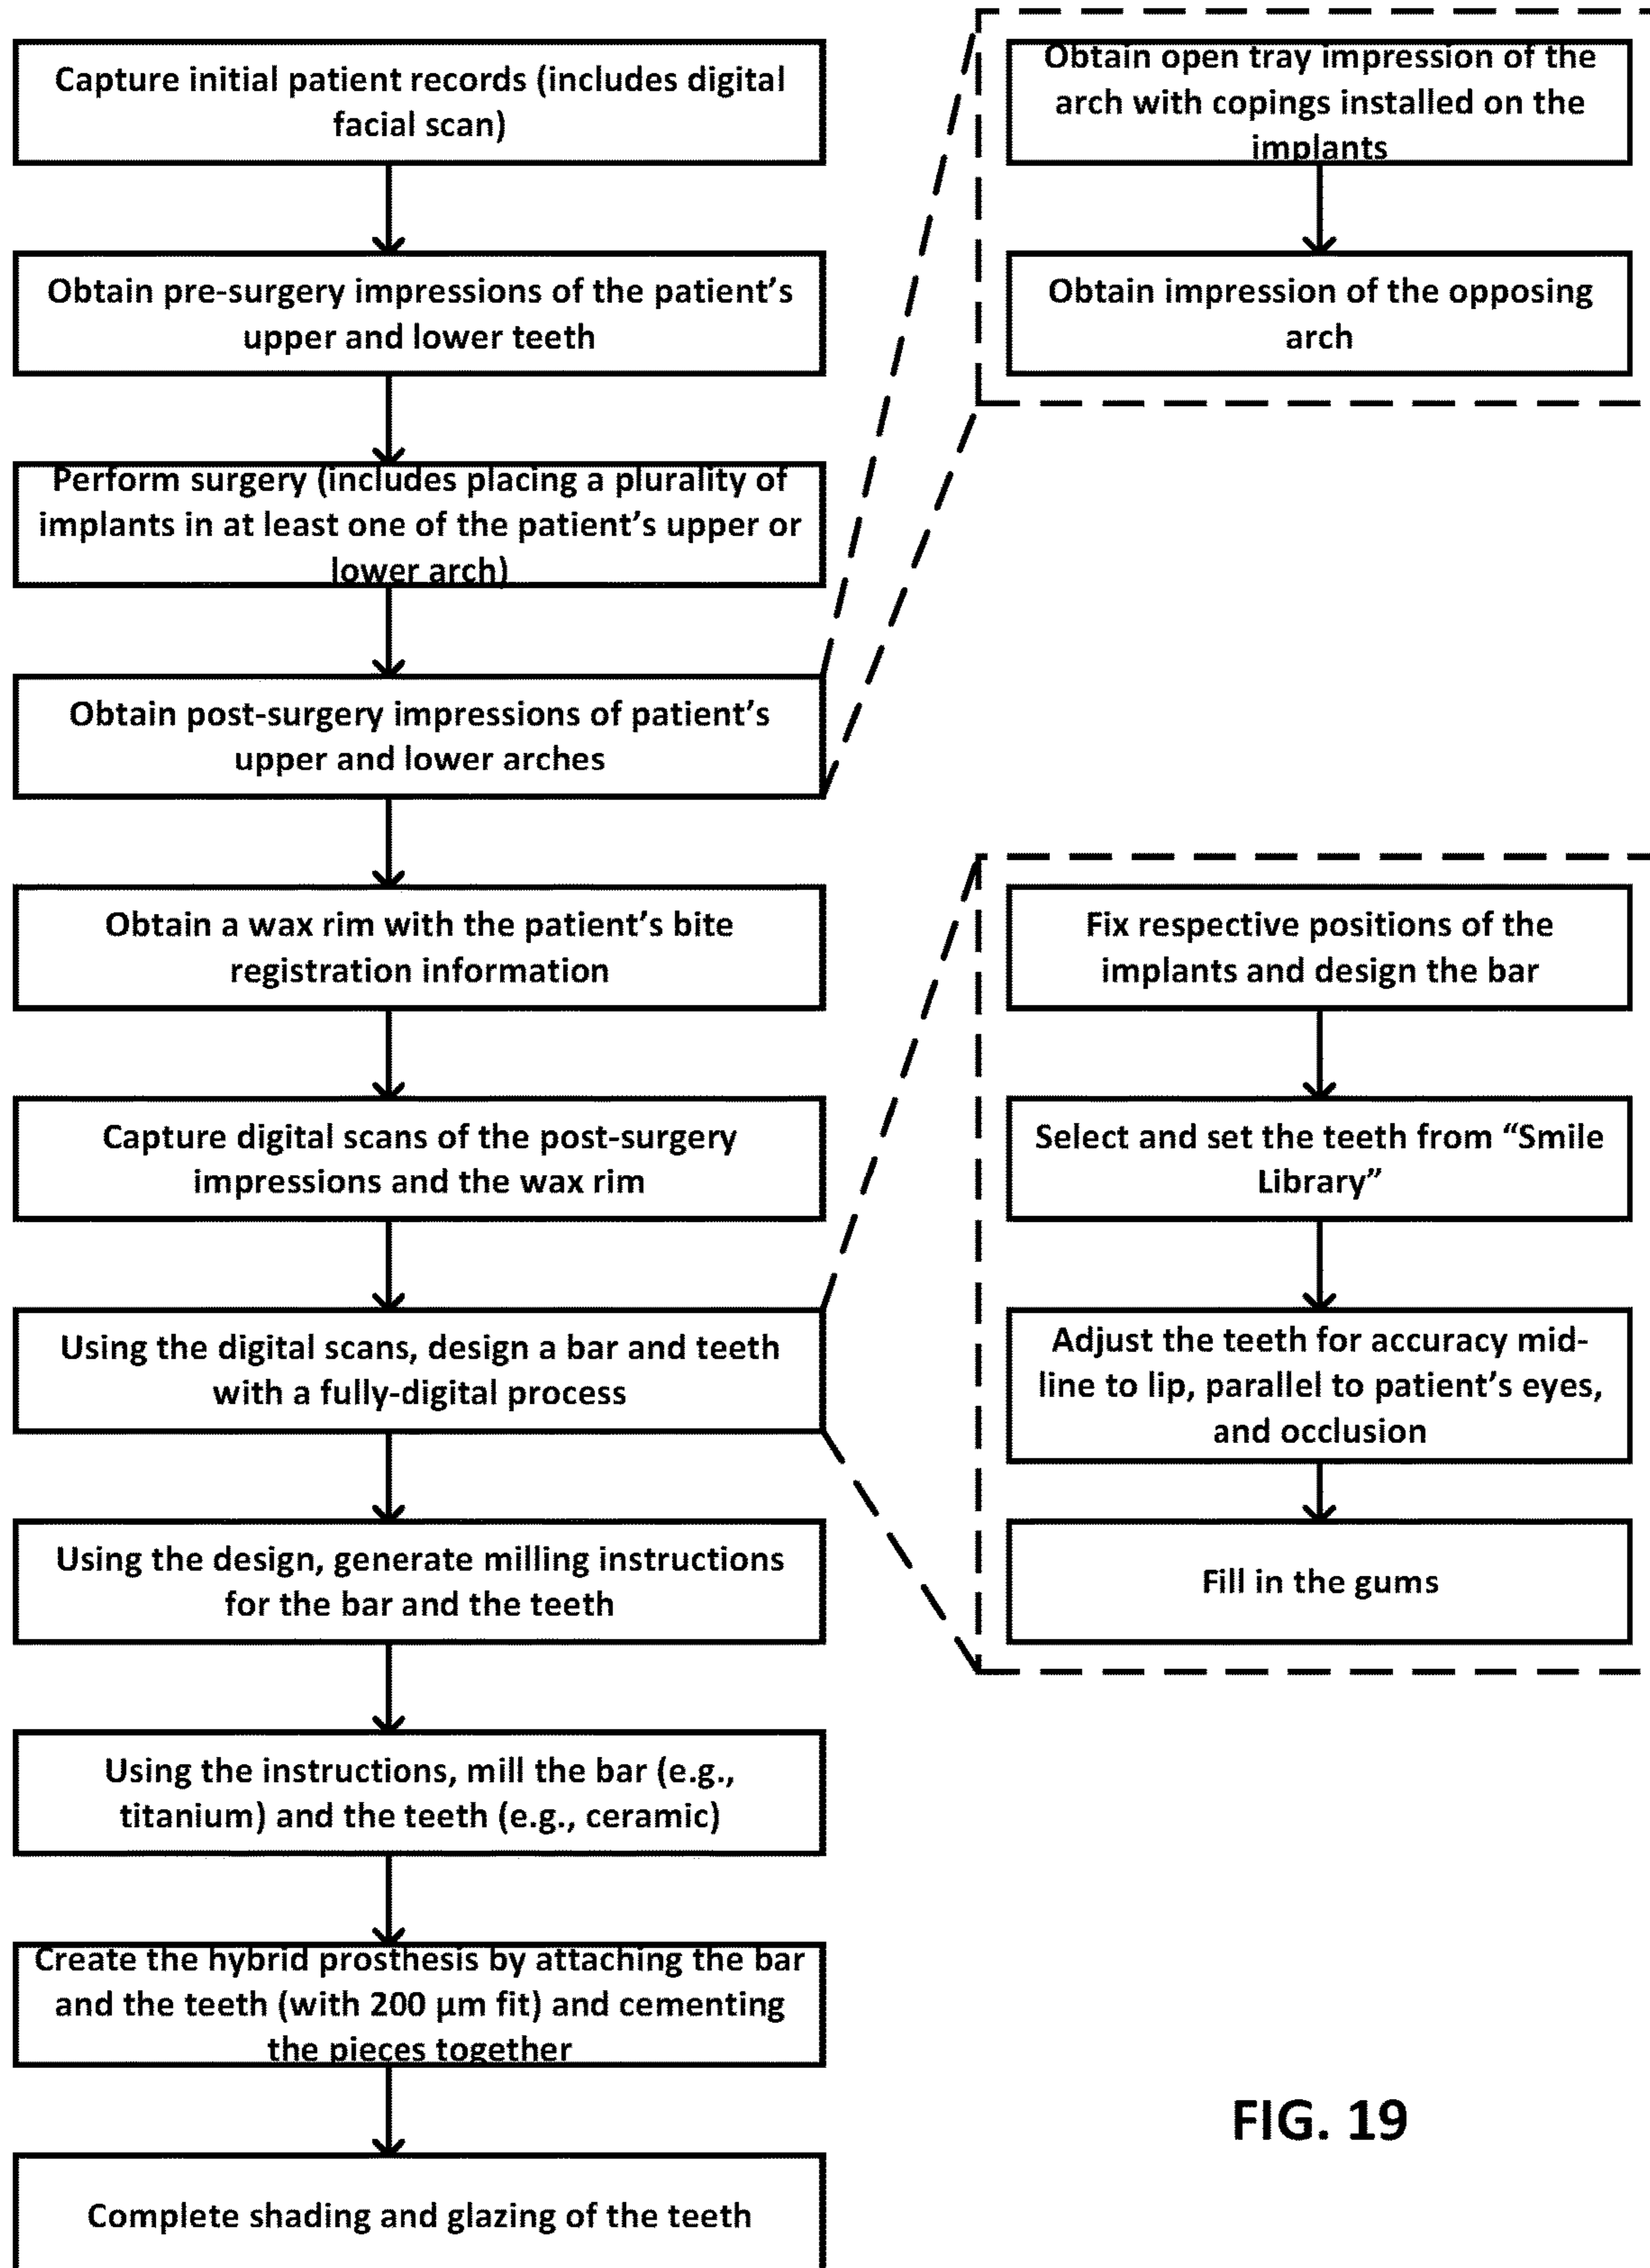 Capture initial patient records (includes digital
facial scan)
Obtain pre-surgery impressions of the patient's
upper and lower teeth
Perform surgery (includes placing a plurality of
implants in at least one of the patient's upper or
lower arch)
Obtain post-surgery impressions of patient's
upper and lower arches
Obtain a wax rim with the patient's bite
registration information
Capture digital scans of the post-surgery
impressions and the wax rim
Using the digital scans, design a bar and teeth
with a fully-digital process
Using the design, generate milling instructions
for the bar and the teeth
Using the instructions, mill the bar (e.g.,
titanium) and the teeth (e.g., ceramic)
Create the hybrid prosthesis by attaching the bar
and the teeth (with 200 µm fit) and cementing
the pieces together
Complete shading and glazing of the teeth
Obtain open tray impression of the
arch with copings installed on the
implants
Obtain impression of the opposing
arch
Fix respective positions of the
implants and design the bar
Select and set the teeth from “Smile
Library”
Adjust the teeth for accuracy mid-
line to lip, parallel to patient's eyes,
and occlusion
Fill in the gums
FIG. 19